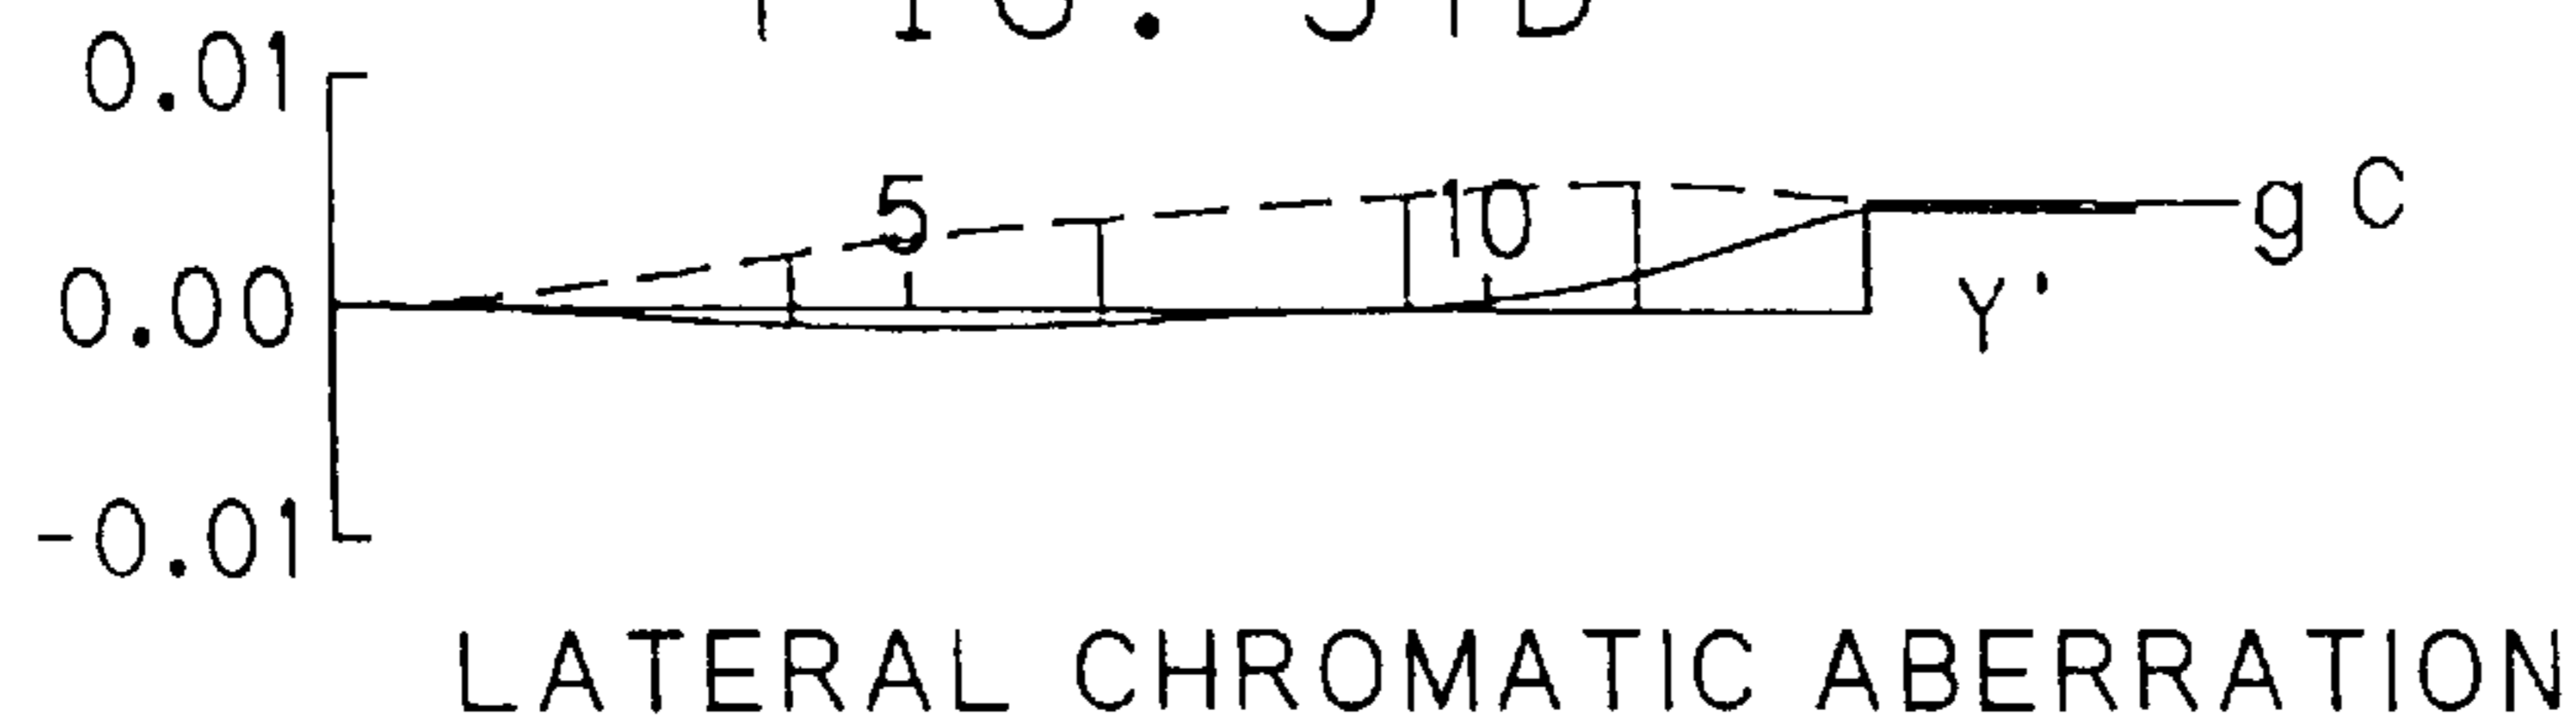 0.01
5
10
g C
0.00
Y'
-0.01
LATERAL CHROMATIC ABERRATION